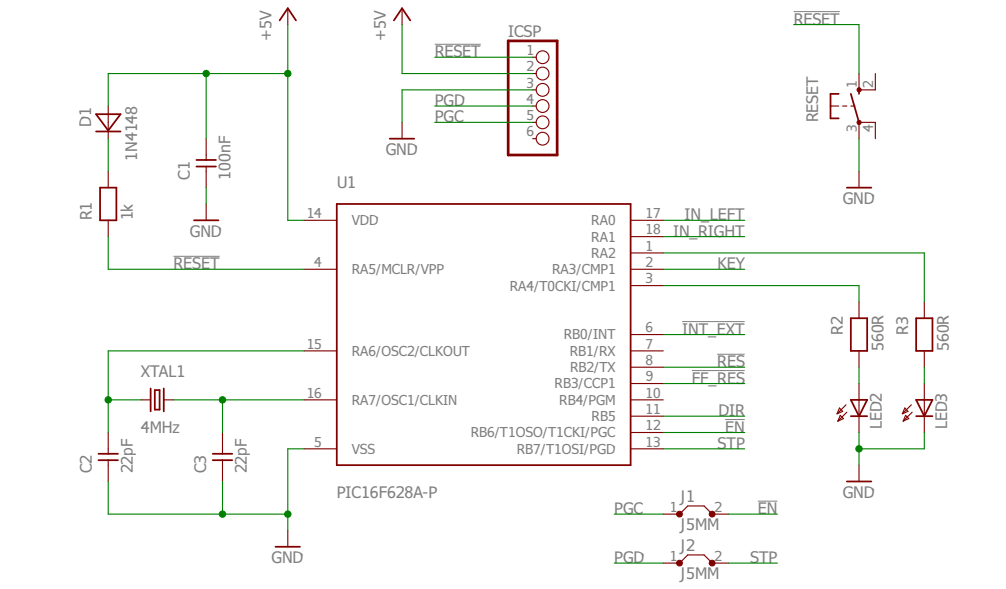 +5V
+5V
ICSP
RESET
RESET
1
2
3
4
5
6
PGD
PGC
GND
RESET
1
2
3
4
GND
D1
1N4148
C1
100nF
R1
1k
GND
U1
14
VDD
RA0
17
IN_LEFT
RA1
18
IN_RIGHT
RA2
1
RESET
4
RA5/MCLR/VPP
RA3/CMP1
2
KEY
RA4/T0CKI/CMP1
3
R2
560R
R3
560R
RB0/INT
6
INT_EXT
15
RA6/OSC2/CLKOUT
RB1/RX
7
RB2/TX
8
RES
XTAL1
RB3/CCP1
9
FF_RES
16
RA7/OSC1/CLKIN
RB4/PGM
10
4MHz
RB5
11
DIR
LED2
LED3
RB6/T1OSO/T1CKI/PGC
12
EN
5
VSS
RB7/T1OSI/PGD
13
STP
C2
22pF
C3
22pF
GND
PIC16F628A-P
GND
J1
PGC
1
2
EN
J5MM
J2
PGD
1
2
STP
J5MM